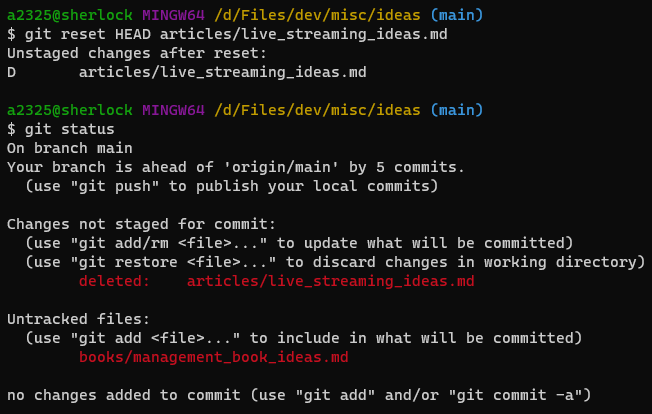 a2325@sherlock MINGW64 /d/Files/dev/misc/ideas (main)
$ git reset HEAD articles/live_streaming_ideas.md
Unstaged changes after reset:
D       articles/live_streaming_ideas.md

a2325@sherlock MINGW64 /d/Files/dev/misc/ideas (main)
$ git status
On branch main
Your branch is ahead of 'origin/main' by 5 commits.
  (use "git push" to publish your local commits)

Changes not staged for commit:
  (use "git add/rm <file>..." to update what will be committed)
  (use "git restore <file>..." to discard changes in working directory)
        deleted:    articles/live_streaming_ideas.md

Untracked files:
  (use "git add <file>..." to include in what will be committed)
        books/management_book_ideas.md

no changes added to commit (use "git add" and/or "git commit -a")